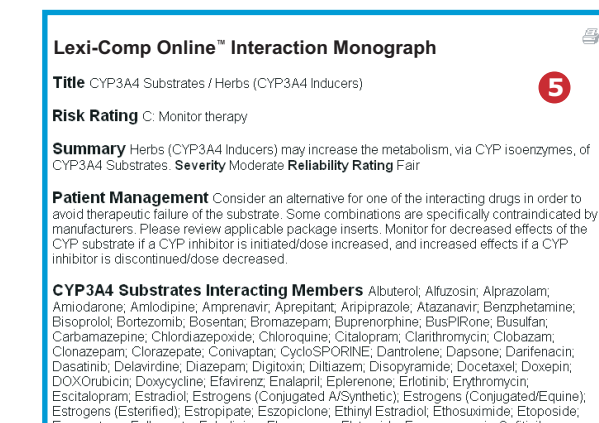 Lexi-Comp Online™ Interaction Monograph
Title CYP3A4 Substrates / Herbs (CYP3A4 Inducers)
5
Risk Rating C: Monitor therapy
Summary Herbs (CYP3A4 Inducers) may increase the metabolism, via CYP isoenzymes, of
CYP3A4 Substrates. Severity Moderate Reliability Rating Fair
Patient Management Consider an alternative for one of the interacting drugs in order to
avoid therapeutic failure of the substrate. Some combinations are specifically contraindicated by
manufacturers. Please review applicable package inserts. Monitor for decreased effects of the
CYP substrate if a CYP inhibitor is initiated/dose increased, and increased effects if a CYP
inhibitor is discontinued/dose decreased.
CYP3A4 Substrates Interacting Members Albuterol; Alfuzosin; Alprazolam;
Amiodarone; Amlodipine; Amprenavir; Aprepitant; Aripiprazole; Atazanavir; Benzphetamine;
Bisoprolol; Bortezomib; Bosentan; Bromazepam; Buprenorphine; BusPIRone; Busulfan;
Carbamazepine; Chlordiazepoxide; Chloroquine; Citalopram; Clarithromycin; Clobazam;
Clonazepam; Clorazepate; Conivaptan; CycloSPORINE; Dantrolene; Dapsone; Darifenacin;
Dasatinib; Delavirdine; Diazepam; Digitoxin; Diltiazem; Disopyramide; Docetaxel; Doxepin;
DOXOrubicin; Doxycycline; Efavirenz; Enalapril; Eplerenone; Erlotinib; Erythromycin;
Escitalopram; Estradiol; Estrogens (Conjugated A/Synthetic); Estrogens (Conjugated/Equine);
Estrogens (Esterified); Estropipate; Eszopiclone; Ethinyl Estradiol; Ethosuximide; Etoposide;